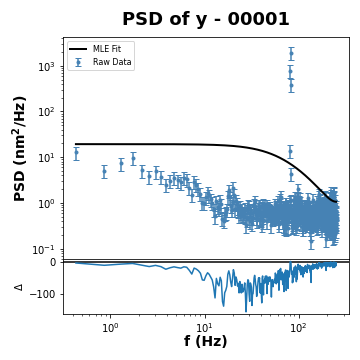 PSD of y - 00001
PSD (nm²/Hz)
10³
10²
10¹
10⁰
10⁻¹
MLE Fit
Raw Data
Δ
0
−100
10⁰
10¹
10²
f (Hz)